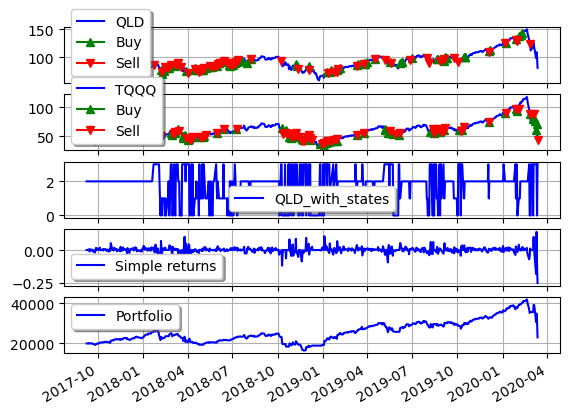 QLD
Buy
Sell
150
100
TQQQ
Buy
Sell
100
50
QLD_with_states
2
0
Simple returns
0.00
−0.25
Portfolio
40000
20000
2017-10
2018-01
2018-04
2018-07
2018-10
2019-01
2019-04
2019-07
2019-10
2020-01
2020-04